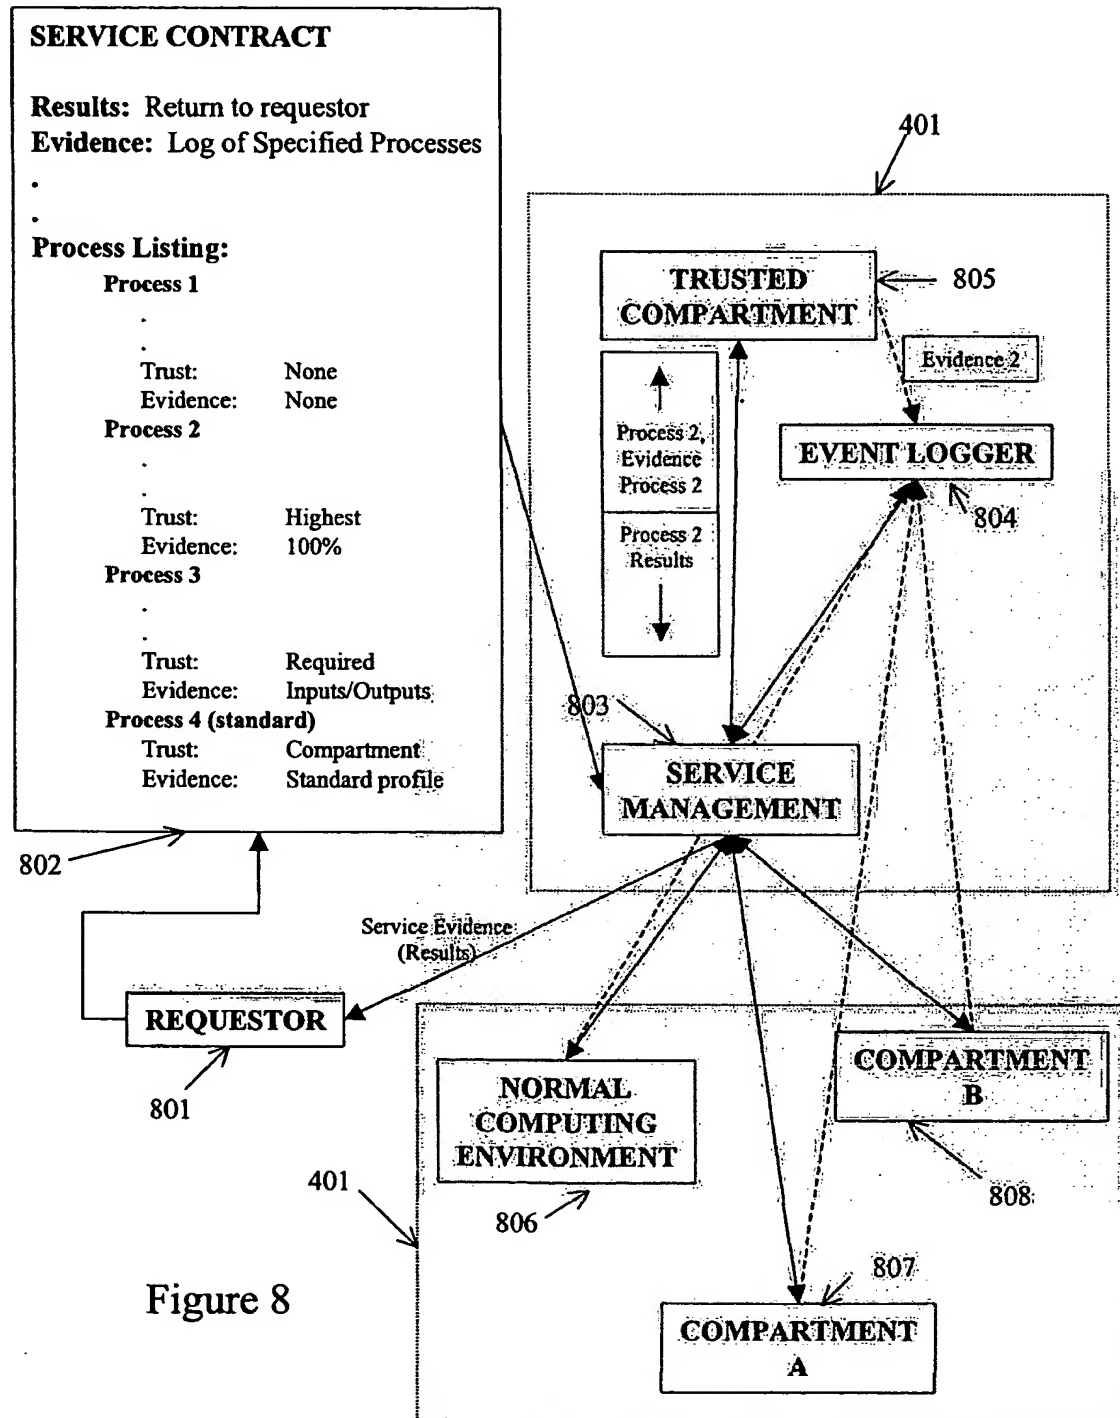 SERVICE CONTRACT
Results: Return to requestor
Evidence: Log of Specified Processes
.
.
Process Listing:
Process 1
.
.
Trust: None
Evidence: None
Process 2
.
.
Trust: Highest
Evidence: 100%
Process 3
.
.
Trust: Required
Evidence: Inputs/Outputs
Process 4 (standard)
Trust: Compartment
Evidence: Standard profile
802
401
TRUSTED
COMPARTMENT
805
Evidence 2
Process 2,
Evidence
Process 2
Process 2
Results
EVENT LOGGER
804
803
SERVICE
MANAGEMENT
Service Evidence
(Results)
REQUESTOR
801
NORMAL
COMPUTING
ENVIRONMENT
806
COMPARTMENT
B
808
401
807
COMPARTMENT
A
Figure 8